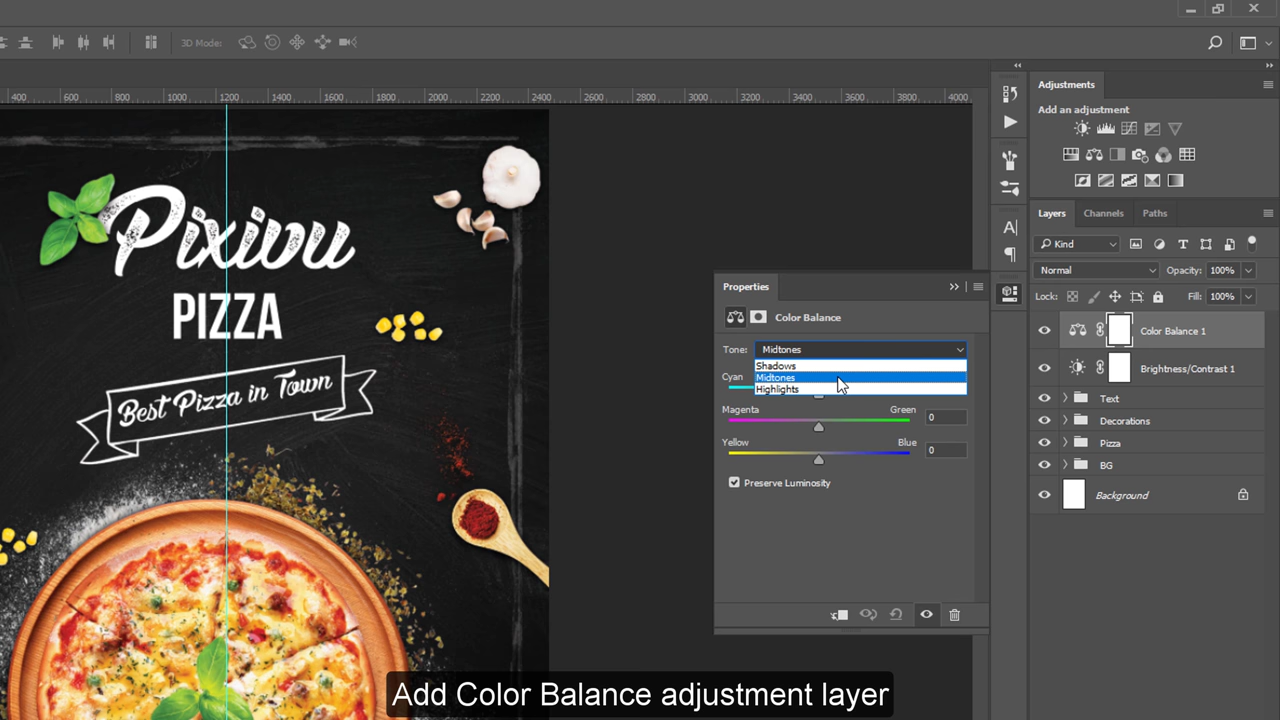 3D Mode:
400 600 800 1000 1200 1400 1600 1800 2000 2200 2400 2600 2800 3000 3200 3400 3600 3800 4000
Pixivu
PIZZA
Best Pizza in Town
Properties
Color Balance
Tone: Midtones
Shadows
Midtones
Highlights
Cyan
Magenta Green 0
Yellow Blue 0
Preserve Luminosity
Adjustments
Add an adjustment
Layers Channels Paths
Kind
Normal Opacity: 100%
Lock: Fill: 100%
Color Balance 1
Brightness/Contrast 1
Text
Decorations
Pizza
BG
Background
Add Color Balance adjustment layer